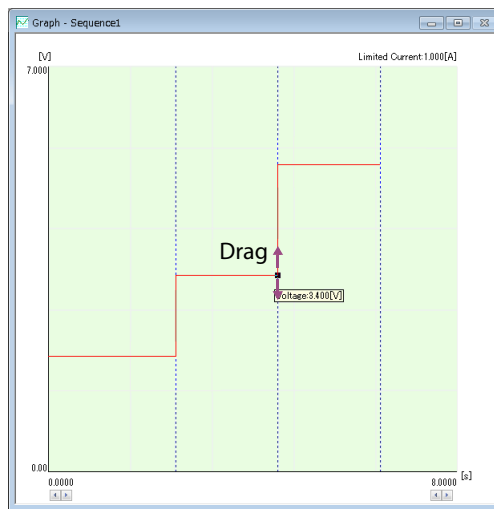 Graph - Sequence1
[V]
Limited Current:1.000[A]
7.000
Drag
Voltage:3.400[V]
0.00
[s]
0.0000
8.0000